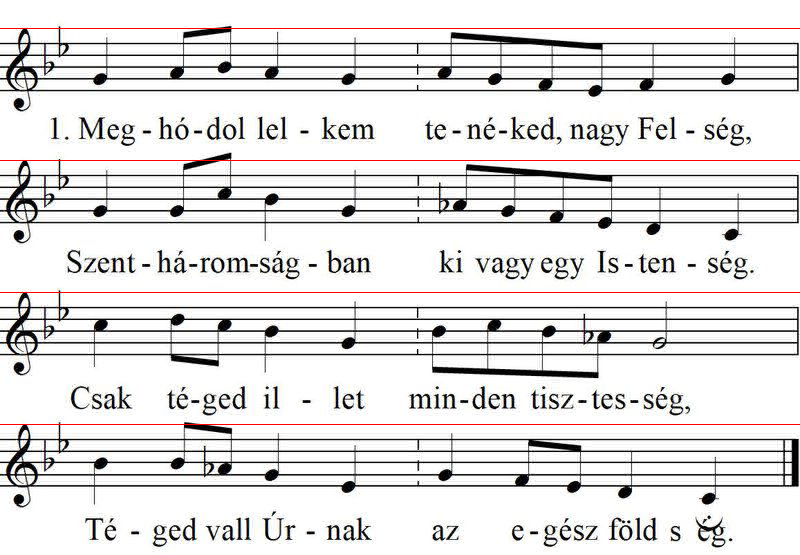 1. Meg - hó - dol lel - kem te - né - ked, nagy Fel - ség,
Szent - há - rom - ság - ban ki vagy egy Is - ten - ség.
Csak té - ged il - let min - den tisz - tes - ség,
Té - ged vall Úr - nak az e - gész föld s ég.